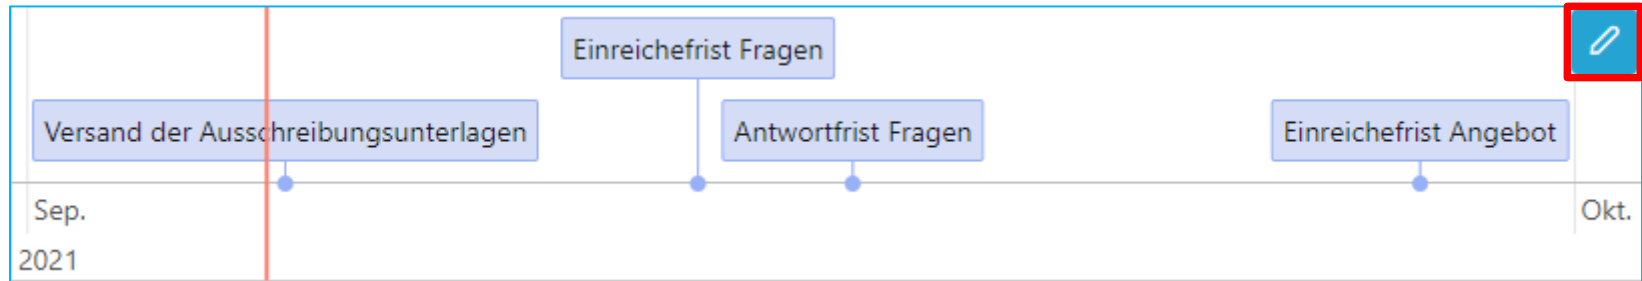 Einreichefrist Fragen
Versand der Ausschreibungsunterlagen
Antwortfrist Fragen
Einreichefrist Angebot
Sep.
Okt.
2021